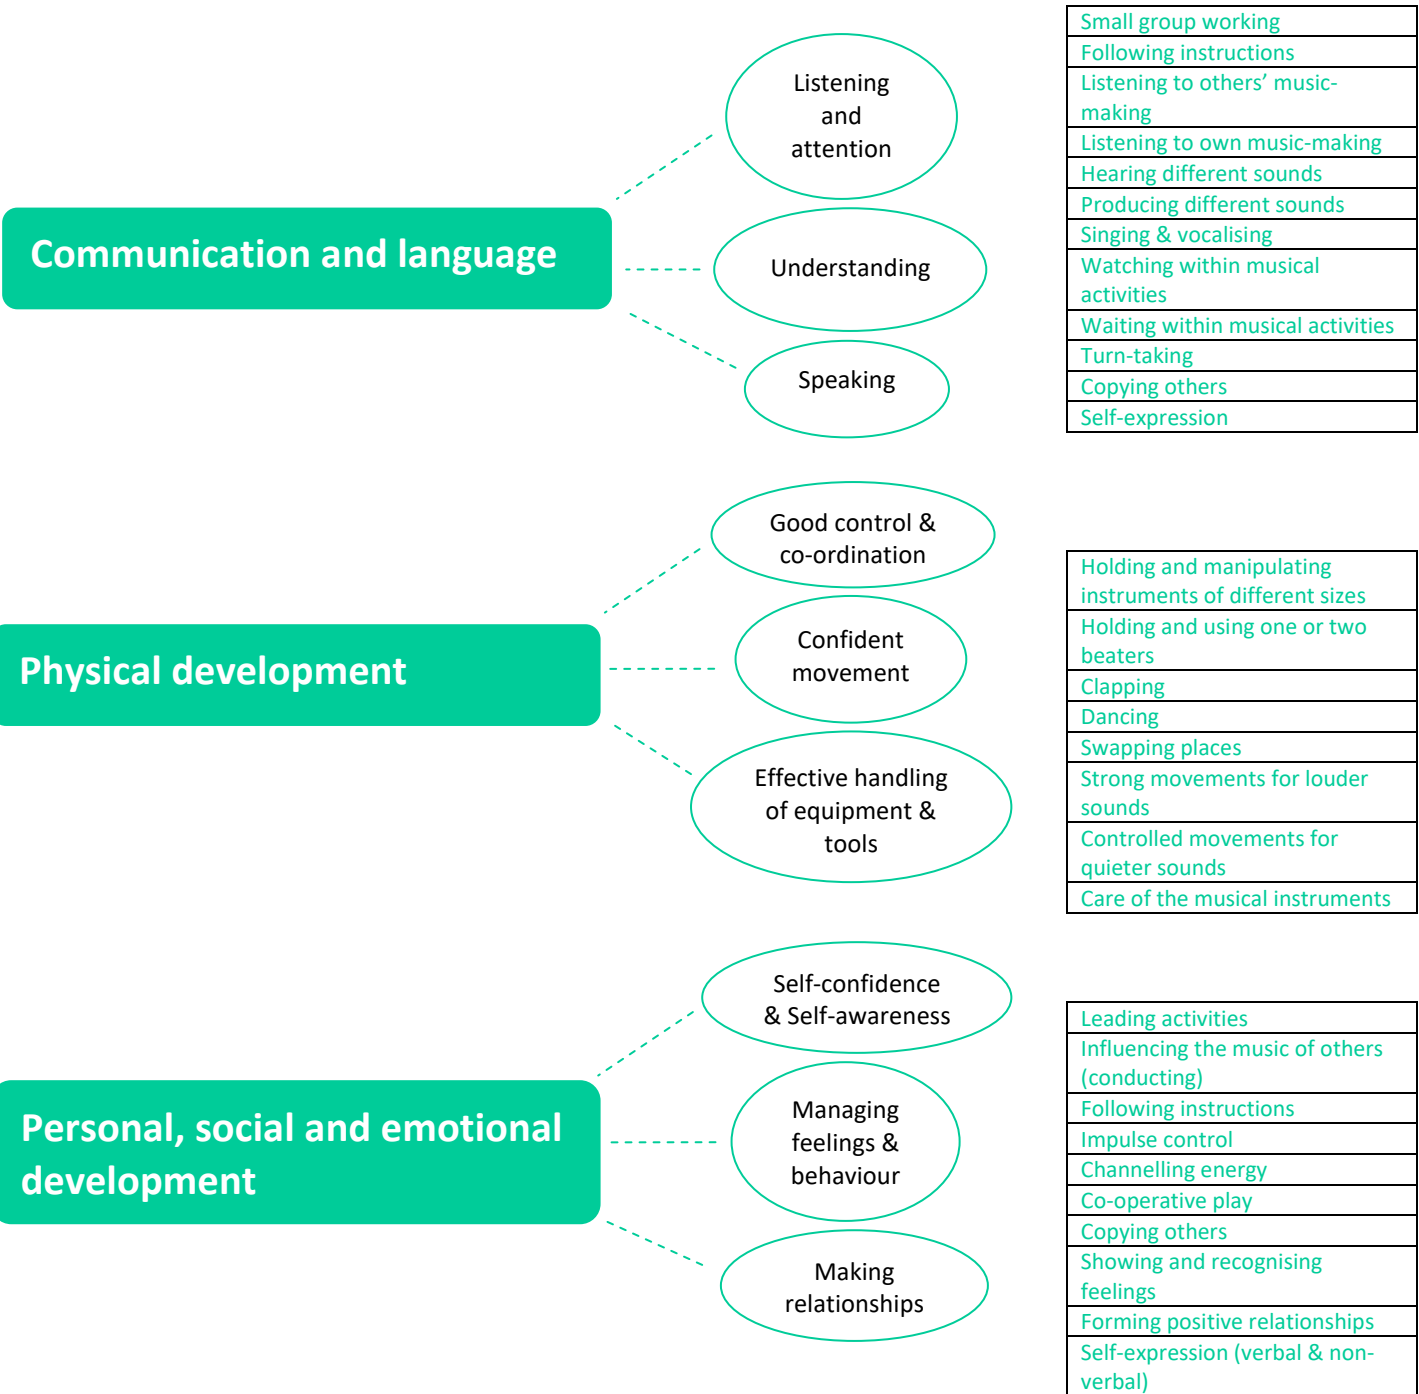 Communication and language
Listening
and
attention
Understanding
Speaking
Small group working
Following instructions
Listening to others’ music-
making
Listening to own music-making
Hearing different sounds
Producing different sounds
Singing & vocalising
Watching within musical
activities
Waiting within musical activities
Turn-taking
Copying others
Self-expression
Physical development
Good control &
co-ordination
Confident
movement
Effective handling
of equipment &
tools
Holding and manipulating
instruments of different sizes
Holding and using one or two
beaters
Clapping
Dancing
Swapping places
Strong movements for louder
sounds
Controlled movements for
quieter sounds
Care of the musical instruments
Personal, social and emotional
development
Self-confidence
& Self-awareness
Managing
feelings &
behaviour
Making
relationships
Leading activities
Influencing the music of others
(conducting)
Following instructions
Impulse control
Channelling energy
Co-operative play
Copying others
Showing and recognising
feelings
Forming positive relationships
Self-expression (verbal & non-
verbal)